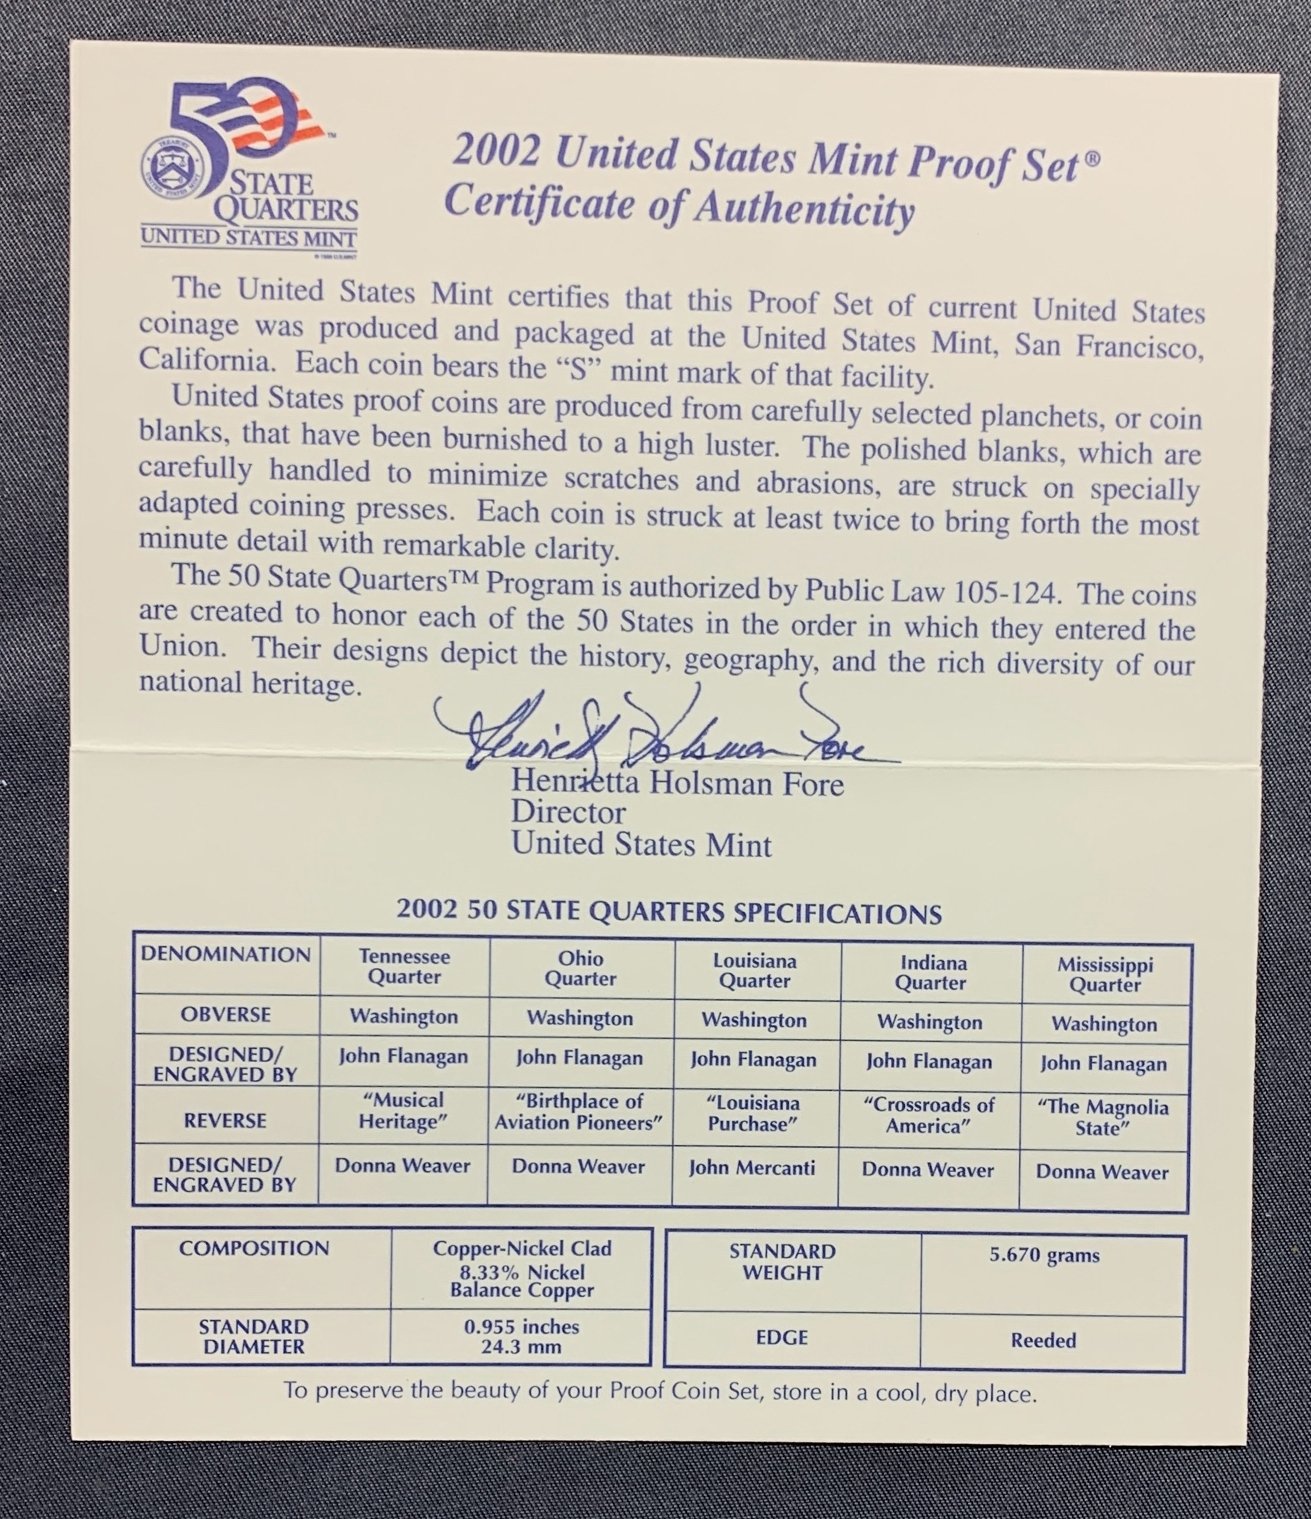 50
TM
TREASURY
UNITED STATES MINT
STATE
QUARTERS
UNITED STATES MINT
2002 United States Mint Proof Set®
Certificate of Authenticity
The United States Mint certifies that this Proof Set of current United States
coinage was produced and packaged at the United States Mint, San Francisco,
California. Each coin bears the “S” mint mark of that facility.
United States proof coins are produced from carefully selected planchets, or coin
blanks, that have been burnished to a high luster. The polished blanks, which are
carefully handled to minimize scratches and abrasions, are struck on specially
adapted coining presses. Each coin is struck at least twice to bring forth the most
minute detail with remarkable clarity.
The 50 State Quarters™ Program is authorized by Public Law 105-124. The coins
are created to honor each of the 50 States in the order in which they entered the
Union. Their designs depict the history, geography, and the rich diversity of our
national heritage.
Henrietta Holsman Fore
Henrietta Holsman Fore
Director
United States Mint
2002 50 STATE QUARTERS SPECIFICATIONS
DENOMINATION Tennessee Quarter Ohio Quarter Louisiana Quarter Indiana Quarter Mississippi Quarter
OBVERSE Washington Washington Washington Washington Washington
DESIGNED/ ENGRAVED BY John Flanagan John Flanagan John Flanagan John Flanagan John Flanagan
REVERSE “Musical Heritage” “Birthplace of Aviation Pioneers” “Louisiana Purchase” “Crossroads of America” “The Magnolia State”
DESIGNED/ ENGRAVED BY Donna Weaver Donna Weaver John Mercanti Donna Weaver Donna Weaver
COMPOSITION Copper-Nickel Clad
8.33% Nickel
Balance Copper
STANDARD DIAMETER 0.955 inches
24.3 mm
STANDARD WEIGHT 5.670 grams
EDGE Reeded
To preserve the beauty of your Proof Coin Set, store in a cool, dry place.